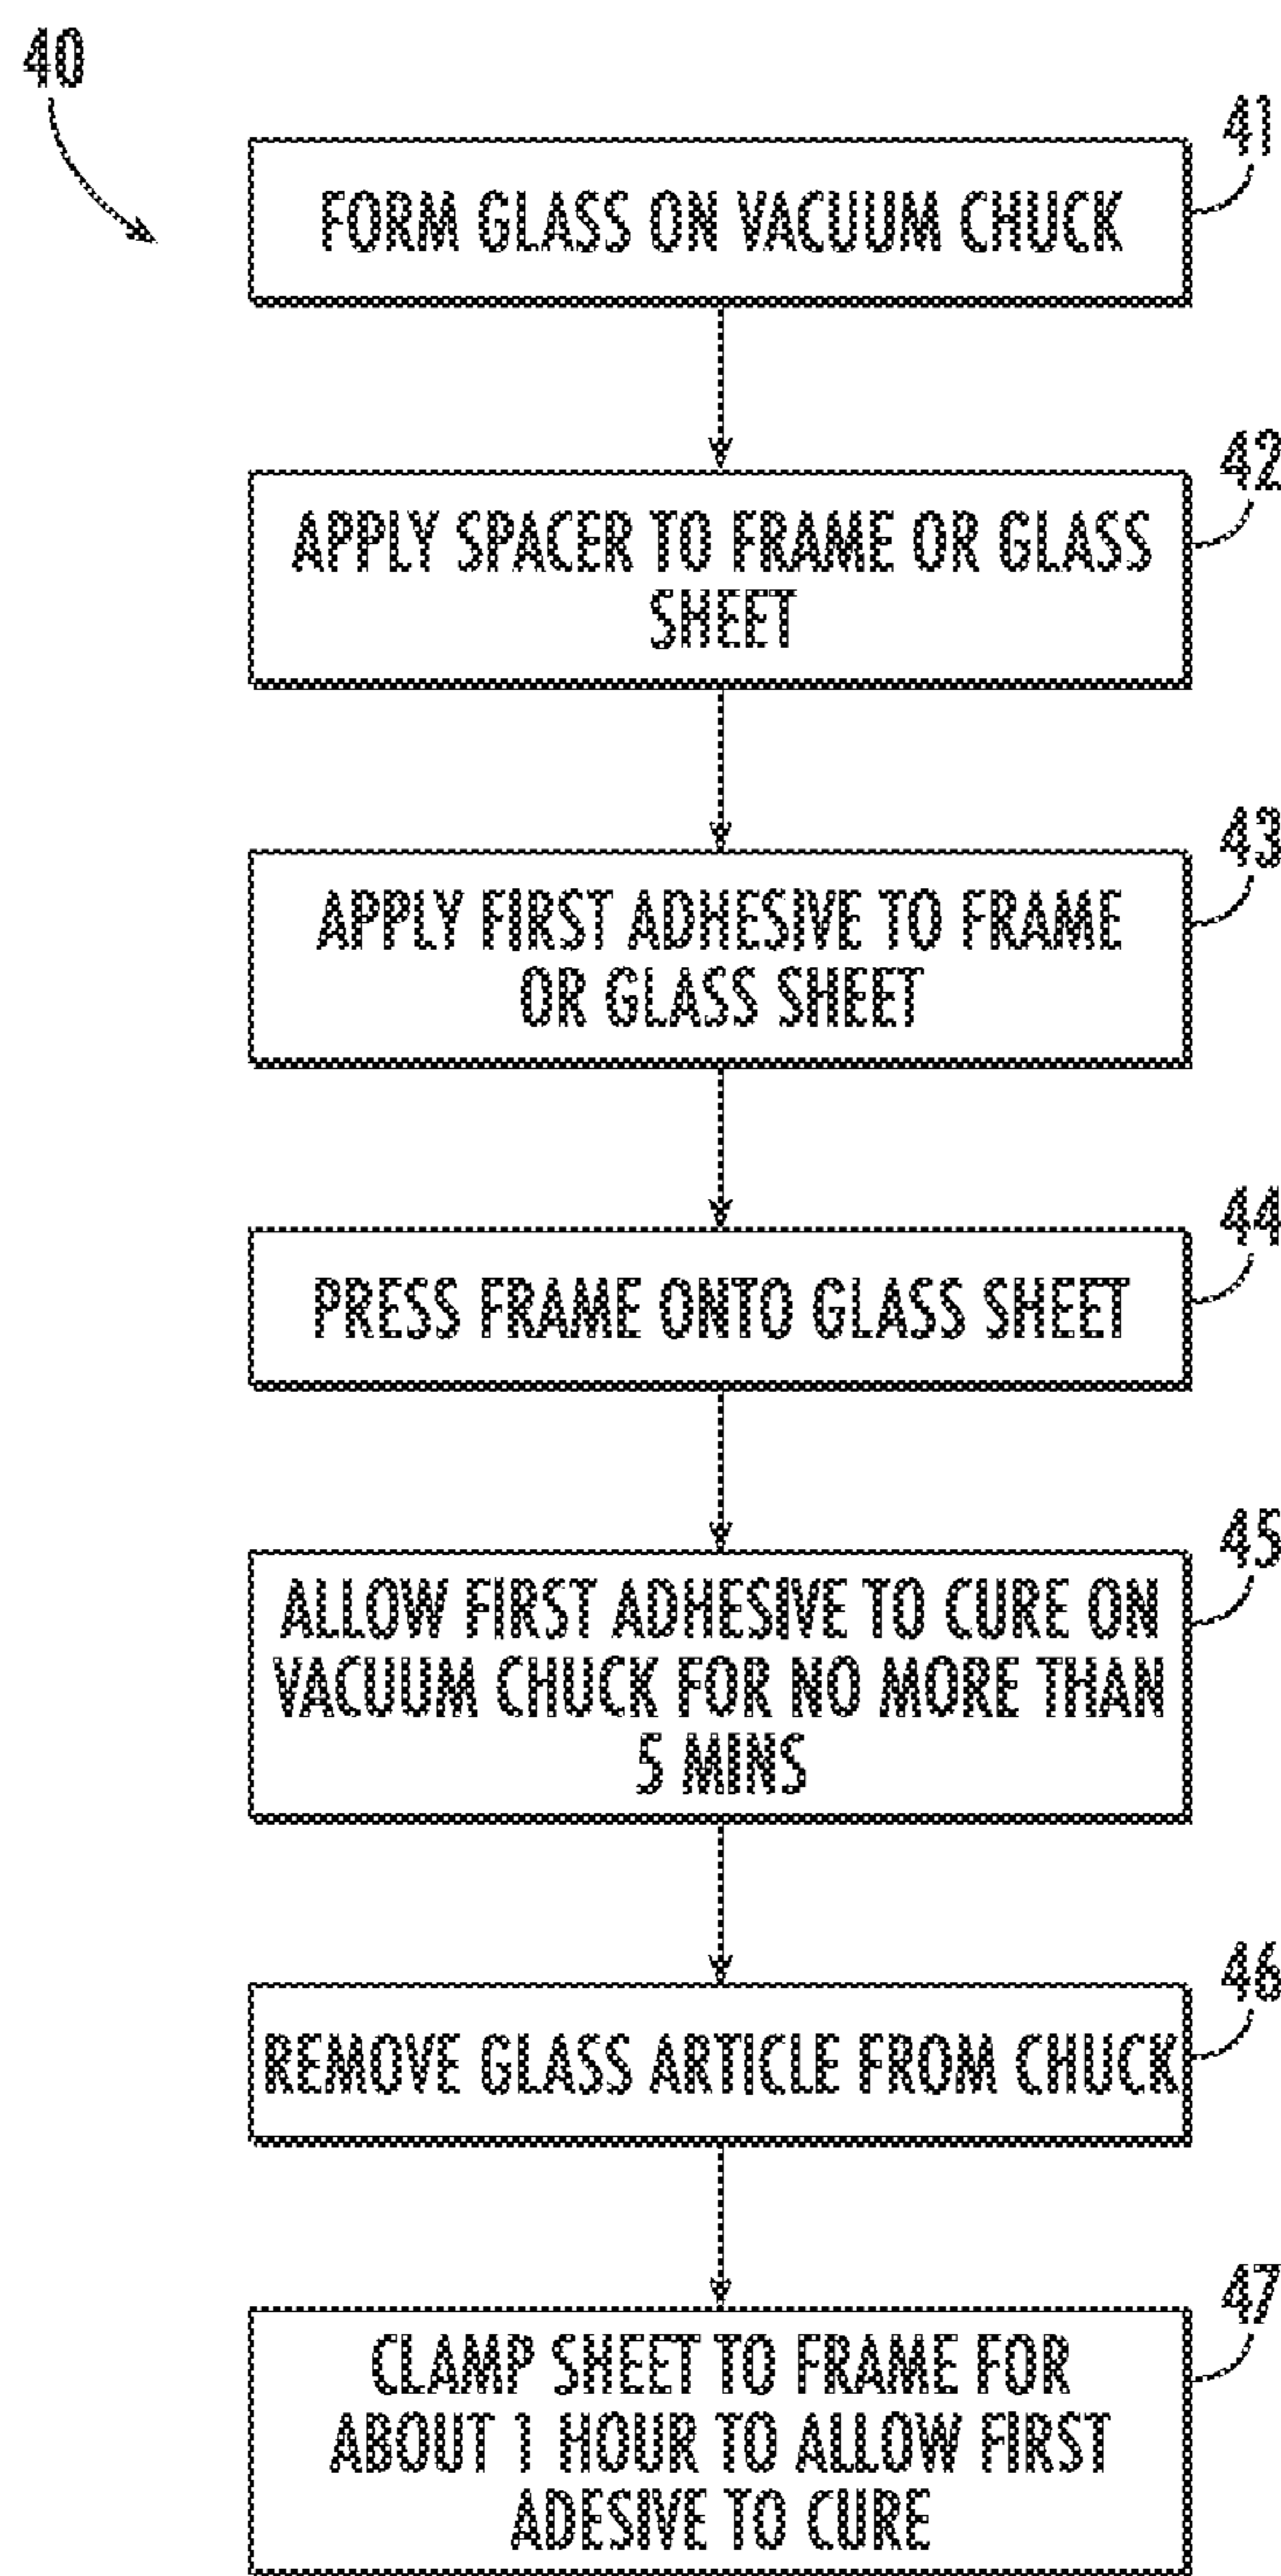 40
41
FORM GLASS ON VACUUM CHUCK
42
APPLY SPACER TO FRAME OR GLASS
SHEET
43
APPLY FIRST ADHESIVE TO FRAME
OR GLASS SHEET
44
PRESS FRAME ONTO GLASS SHEET
45
ALLOW FIRST ADHESIVE TO CURE ON
VACUUM CHUCK FOR NO MORE THAN
5 MINS
46
REMOVE GLASS ARTICLE FROM CHUCK
47
CLAMP SHEET TO FRAME FOR
ABOUT 1 HOUR TO ALLOW FIRST
ADESIVE TO CURE